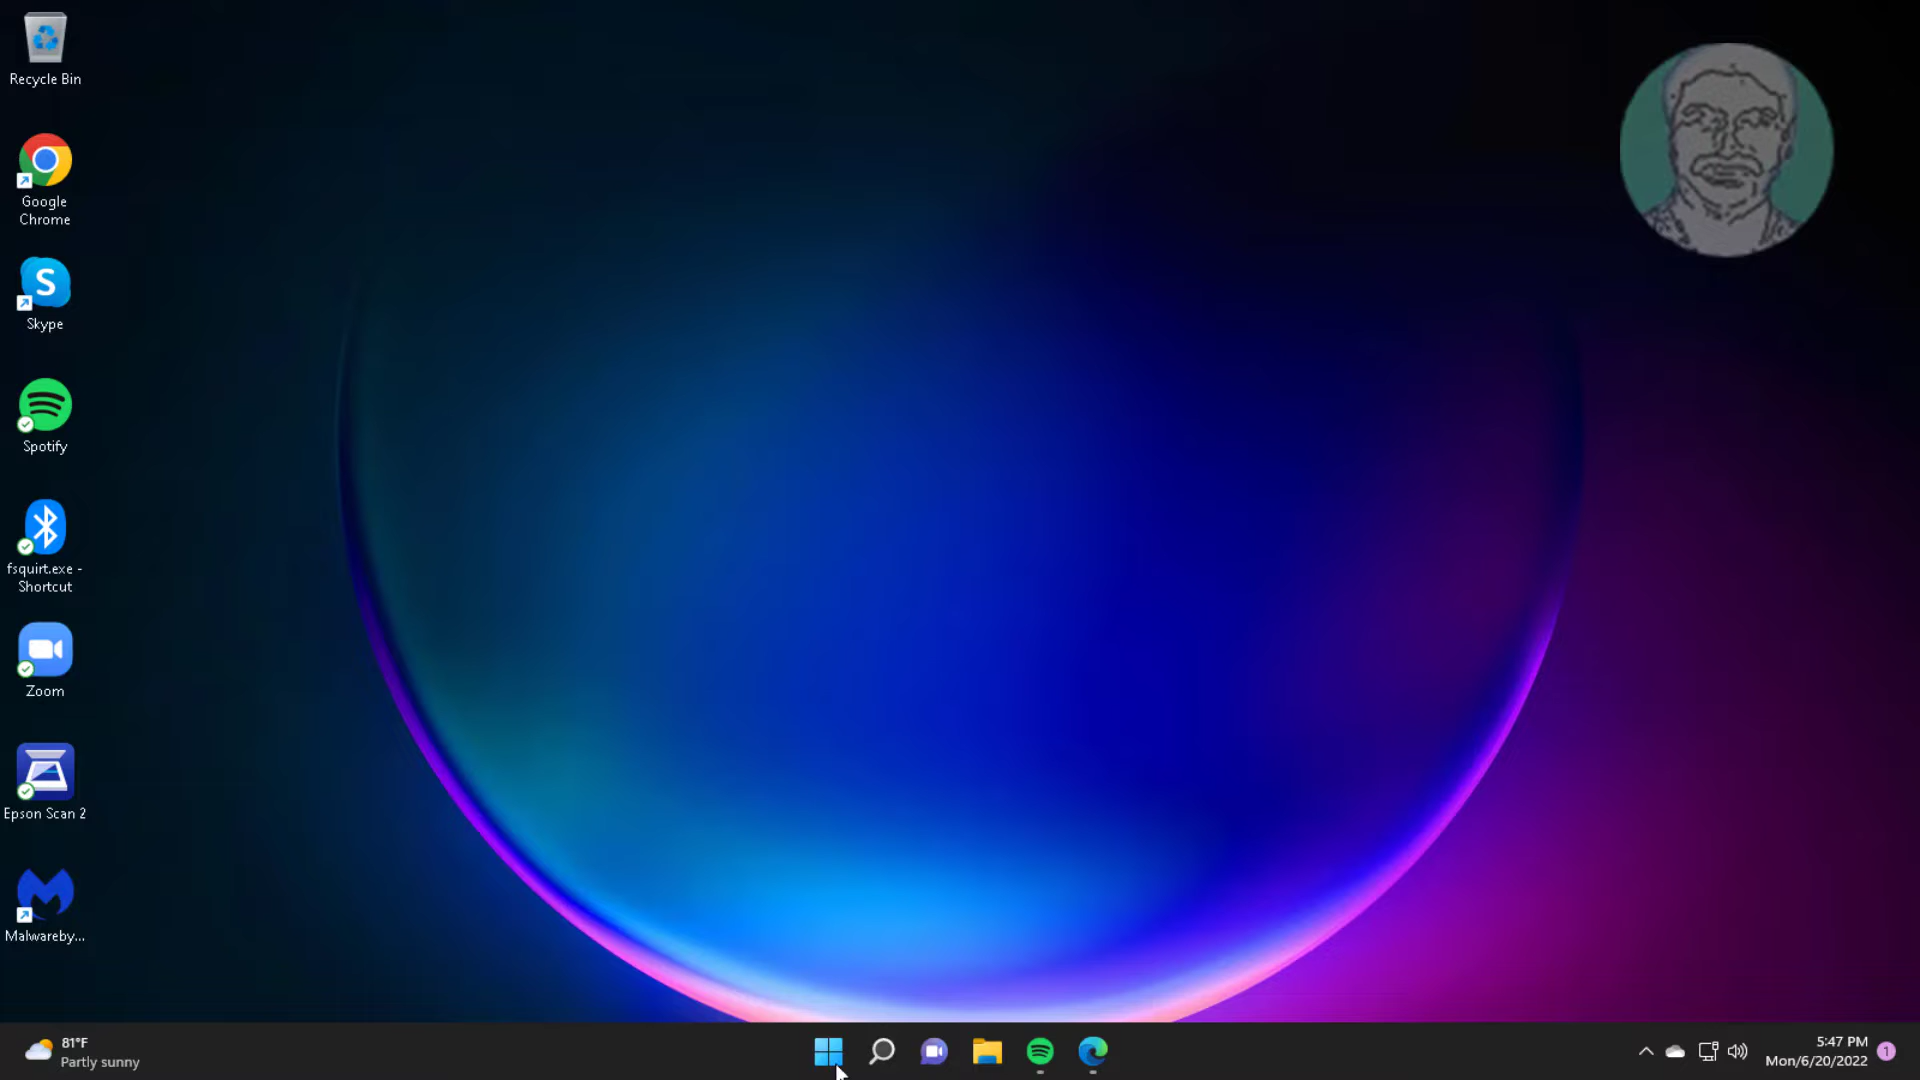 Recycle Bin
Google
Chrome
Skype
Spotify
fsquirt.exe -
Shortcut
Zoom
Epson Scan 2
Malwareby...
81°F
Partly sunny
5:47 PM
Mon/6/20/2022
1